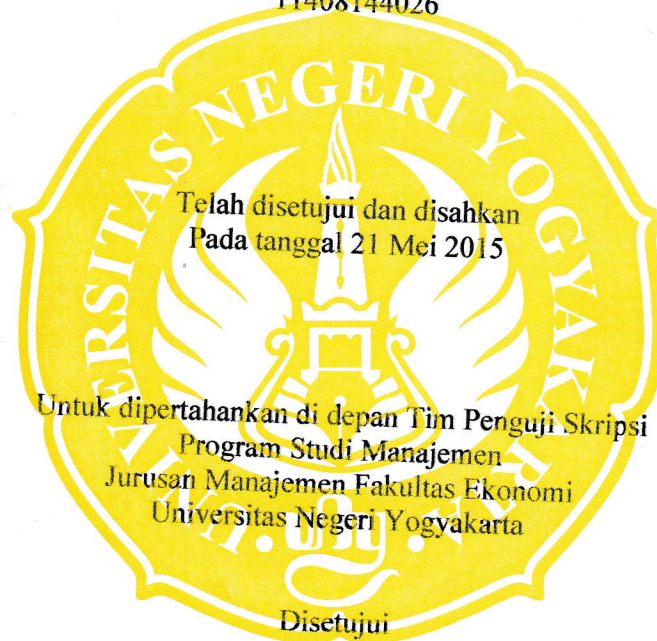 11408144026
UNIVERSITAS NEGERI YOGYAKARTA
Telah disetujui dan disahkan
Pada tanggal 21 Mei 2015
Untuk dipertahankan di depan Tim Penguji Skripsi
Program Studi Manajemen
Jurusan Manajemen Fakultas Ekonomi
Universitas Negeri Yogyakarta
Disetujui